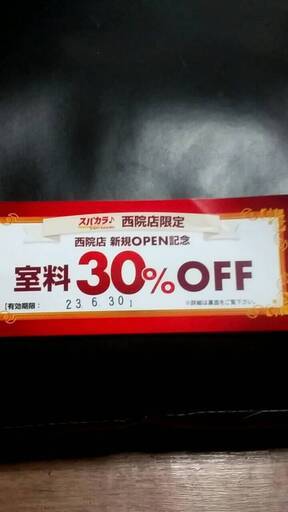 スパカラ♪ 西院店限定
西院店 新規OPEN記念
室料30%OFF
[有効期限: 23.6.30]
※詳細は裏面をご覧下さい。